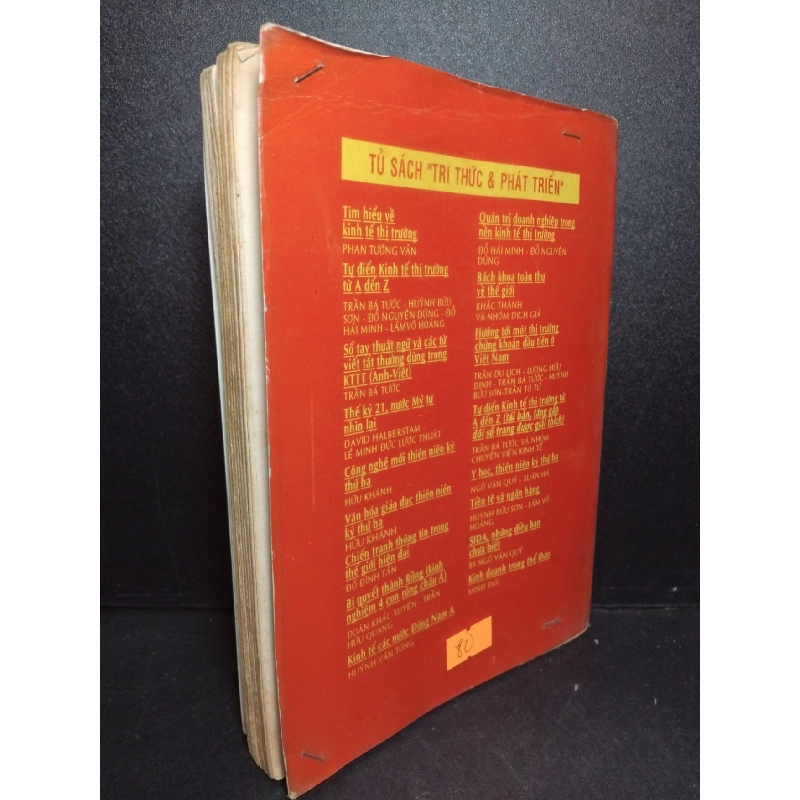 TỦ SÁCH "TRI THỨC & PHÁT TRIỂN"
Tìm hiểu về
kinh tế thị trường
PHAN TƯỜNG VÂN
Tự điển Kinh tế thị trường
từ A đến Z
TRẦN BÁ TƯỚC - HUỲNH BỬU
SƠN - ĐỖ NGUYÊN DŨNG - ĐỖ
HẢI MINH - LÂM VÕ HOÀNG
Sổ tay thuật ngữ và các từ
viết tắt thường dùng trong
KTTT (Anh-Việt)
TRẦN BÁ TƯỚC
Thế kỷ 21, nước Mỹ tự
nhìn lại
DAVID HALBERSTAM -
LÊ MINH ĐỨC LƯỢC THUẬT
Công nghệ mới thiên niên kỷ
thứ ba
HỮU KHÁNH
Văn hóa giáo dục thiên niên
kỷ thứ ba
HỮU KHÁNH
Chiến tranh thông tin trong
thế giới hiện đại
ĐỖ ĐÌNH TẤN
Bí quyết thành Rồng (kinh
nghiệm 4 con rồng châu Á)
DOÃN KHẮC XUYÊN - TRẦN
HỮU QUANG
Kinh tế các nước Đông Nam Á
HUỲNH VĂN TÒNG
Quản trị doanh nghiệp trong
nền kinh tế thị trường
ĐỖ HẢI MINH - ĐỖ NGUYÊN
DŨNG
Bách khoa toàn thư
về thế giới
KHẮC THÀNH
VÀ NHÓM DỊCH GIẢ
Hướng tới một thị trường
chứng khoán đầu tiên ở
Việt Nam
TRẦN DU LỊCH - LƯƠNG HỮU
ĐỊNH - TRẦN BÁ TƯỚC - HUỲNH
BỬU SƠN-TRẦN TÔ TỬ
Tự điển Kinh tế thị trường từ
A đến Z (tái bản, tăng gấp
đôi số trang được giải thích)
TRẦN BÁ TƯỚC VÀ NHÓM
CHUYÊN VIÊN KINH TẾ
Y học, thiên niên kỷ thứ ba
NGÔ VĂN QUỸ - XUÂN HÀ
Tiền tệ và ngân hàng
HUỲNH BỬU SƠN - LÂM VÕ
HOÀNG
SIDA, những điều bạn
chưa biết
BS NGÔ VĂN QUỸ
Kinh doanh trong thể thao
MINH ĐỨC
80